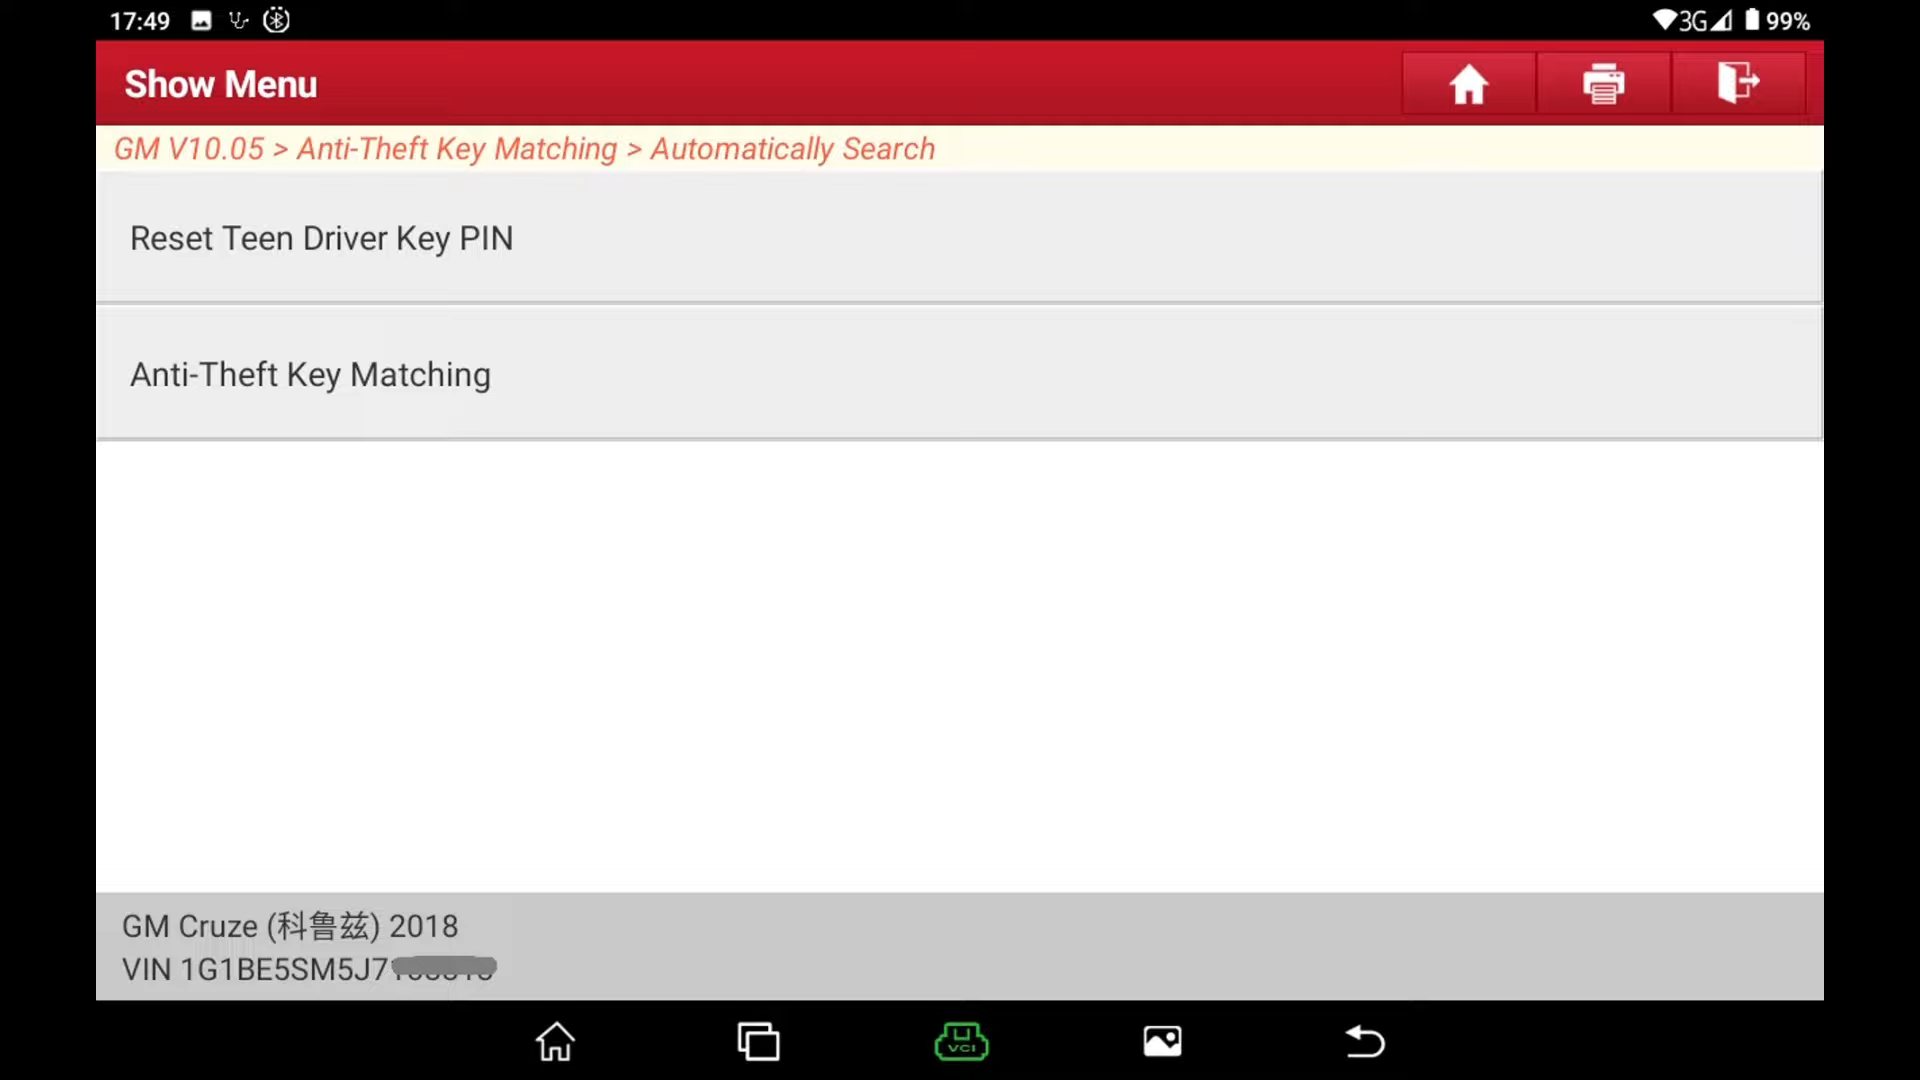 17:49
3G 99%
Show Menu
GM V10.05 > Anti-Theft Key Matching > Automatically Search
Reset Teen Driver Key PIN
Anti-Theft Key Matching
GM Cruze (科鲁兹) 2018
VIN 1G1BE5SM5J7
VCI